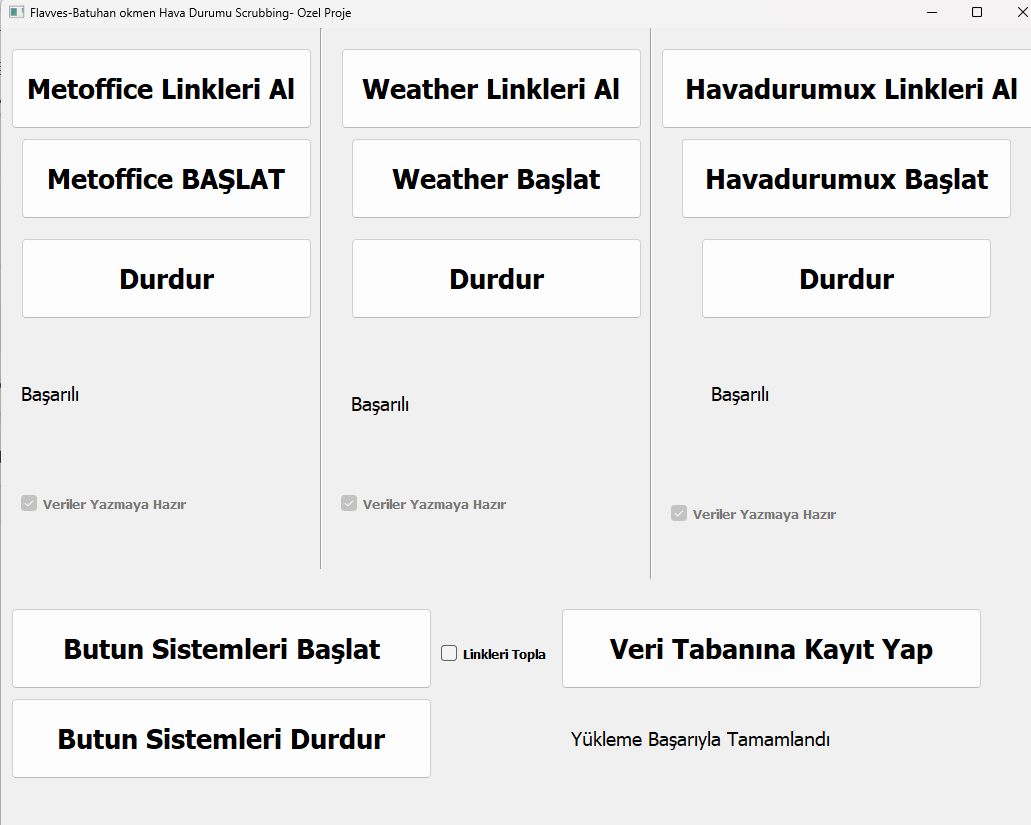 Flavves-Batuhan okmen Hava Durumu Scrubbing- Ozel Proje
Metoffice Linkleri Al
Weather Linkleri Al
Havadurumux Linkleri Al
Metoffice BAŞLAT
Weather Başlat
Havadurumux Başlat
Durdur
Durdur
Durdur
Başarılı
Başarılı
Başarılı
Veriler Yazmaya Hazır
Veriler Yazmaya Hazır
Veriler Yazmaya Hazır
Butun Sistemleri Başlat
Linkleri Topla
Veri Tabanına Kayıt Yap
Butun Sistemleri Durdur
Yükleme Başarıyla Tamamlandı